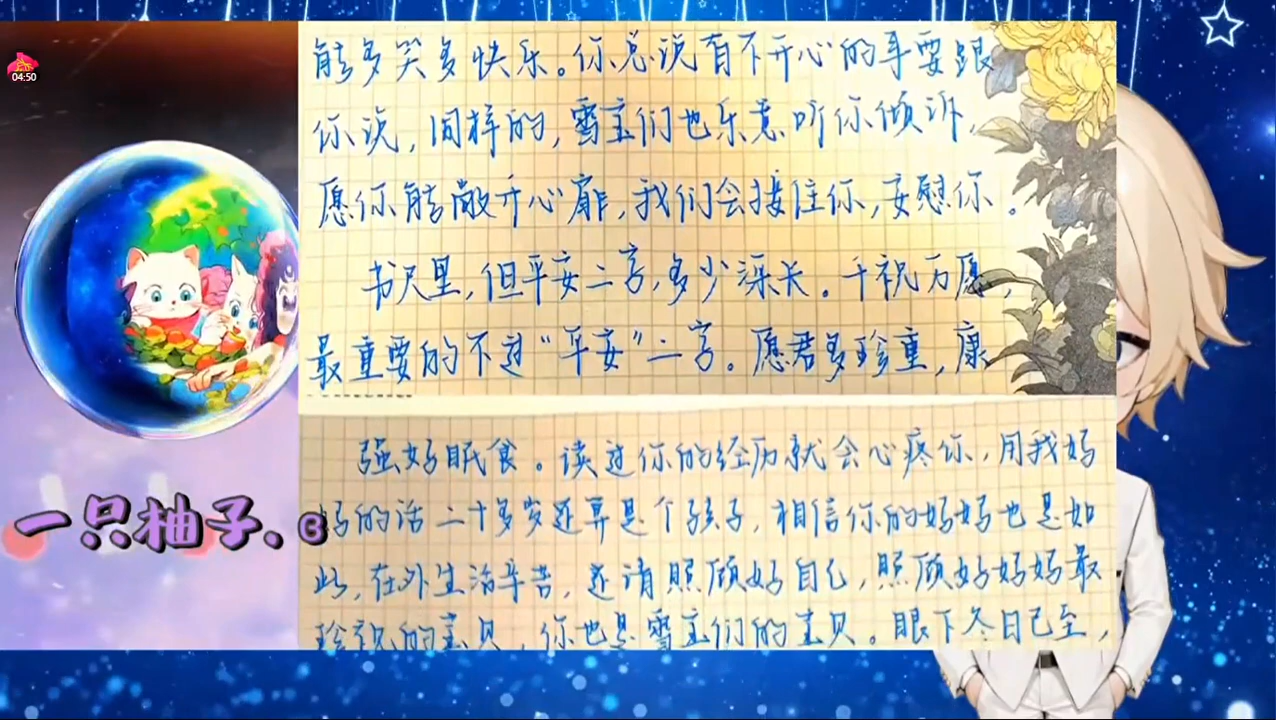 04:50
能多笑多快乐。你总说有不开心的事要跟
你说,同样的,雪宝们也乐意听你倾诉,
愿你能敞开心扉,我们会接住你,安慰你。
书尺里,但平安二字,多少深长。千祝万愿,
最重要的不过“平安”二字。愿君多珍重,康
强好眠食。读过你的经历就会心疼你,用我妈
妈的话二十多岁还算是个孩子,相信你的妈妈也是如
此,在外生活辛苦,还请照顾好自己,照顾好妈妈最
珍视的宝贝,你也是雪宝们的宝贝。眼下冬日已至,
一只柚子、③